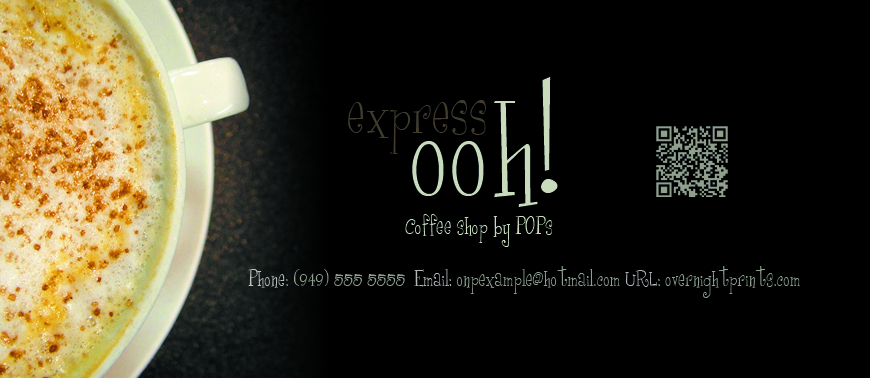 express
ooh!
Coffee shop by POPs
Phone: (949) 555 5555 Email: onpexample@hotmail.com URL: overnightprints.com